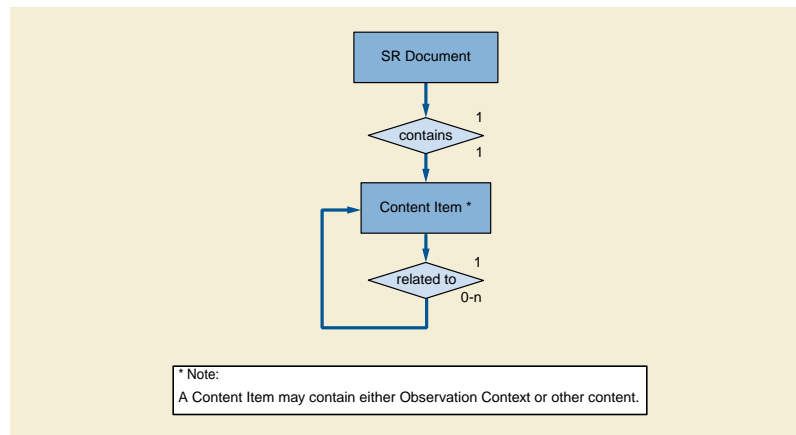 SR Document
1
contains
1
Content Item *
1
related to
0-n
* Note:
A Content Item may contain either Observation Context or other content.